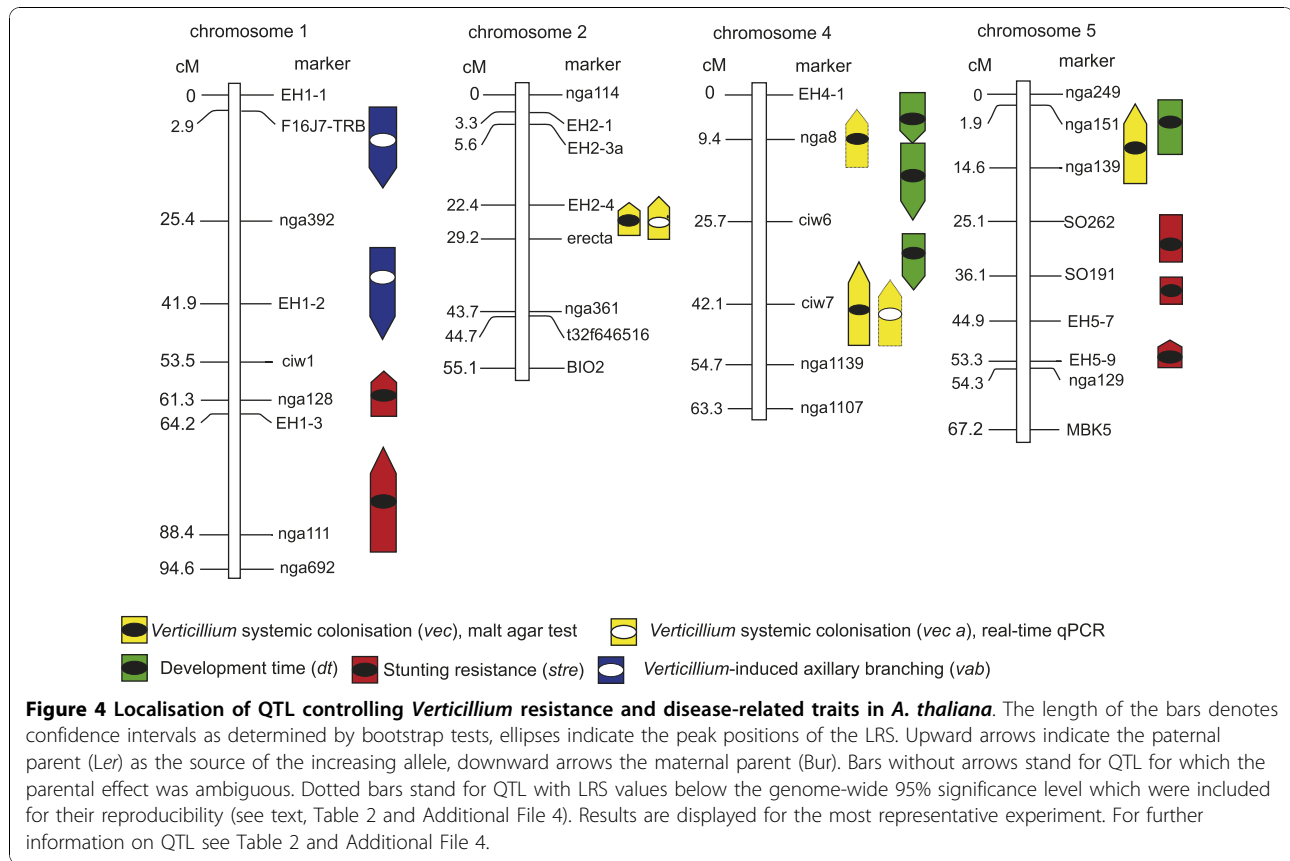 chromosome 1
cM marker
0 EH1-1
2.9 F16J7-TRB
25.4 nga392
41.9 EH1-2
53.5 ciw1
61.3 nga128
64.2 EH1-3
88.4 nga111
94.6 nga692
chromosome 2
cM marker
0 nga114
3.3 EH2-1
5.6 EH2-3a
22.4 EH2-4
29.2 erecta
43.7 nga361
44.7 t32f646516
55.1 BIO2
chromosome 4
cM marker
0 EH4-1
9.4 nga8
25.7 ciw6
42.1 ciw7
54.7 nga1139
63.3 nga1107
chromosome 5
cM marker
0 nga249
1.9 nga151
14.6 nga139
25.1 SO262
36.1 SO191
44.9 EH5-7
53.3 EH5-9
54.3 nga129
67.2 MBK5
Verticillium systemic colonisation (vec), malt agar test
Verticillium systemic colonisation (vec a), real-time qPCR
Development time (dt)
Stunting resistance (stre)
Verticillium-induced axillary branching (vab)
Figure 4 Localisation of QTL controlling Verticillium resistance and disease-related traits in A. thaliana. The length of the bars denotes
confidence intervals as determined by bootstrap tests, ellipses indicate the peak positions of the LRS. Upward arrows indicate the paternal
parent (Ler) as the source of the increasing allele, downward arrows the maternal parent (Bur). Bars without arrows stand for QTL for which the
parental effect was ambiguous. Dotted bars stand for QTL with LRS values below the genome-wide 95% significance level which were included
for their reproducibility (see text, Table 2 and Additional File 4). Results are displayed for the most representative experiment. For further
information on QTL see Table 2 and Additional File 4.